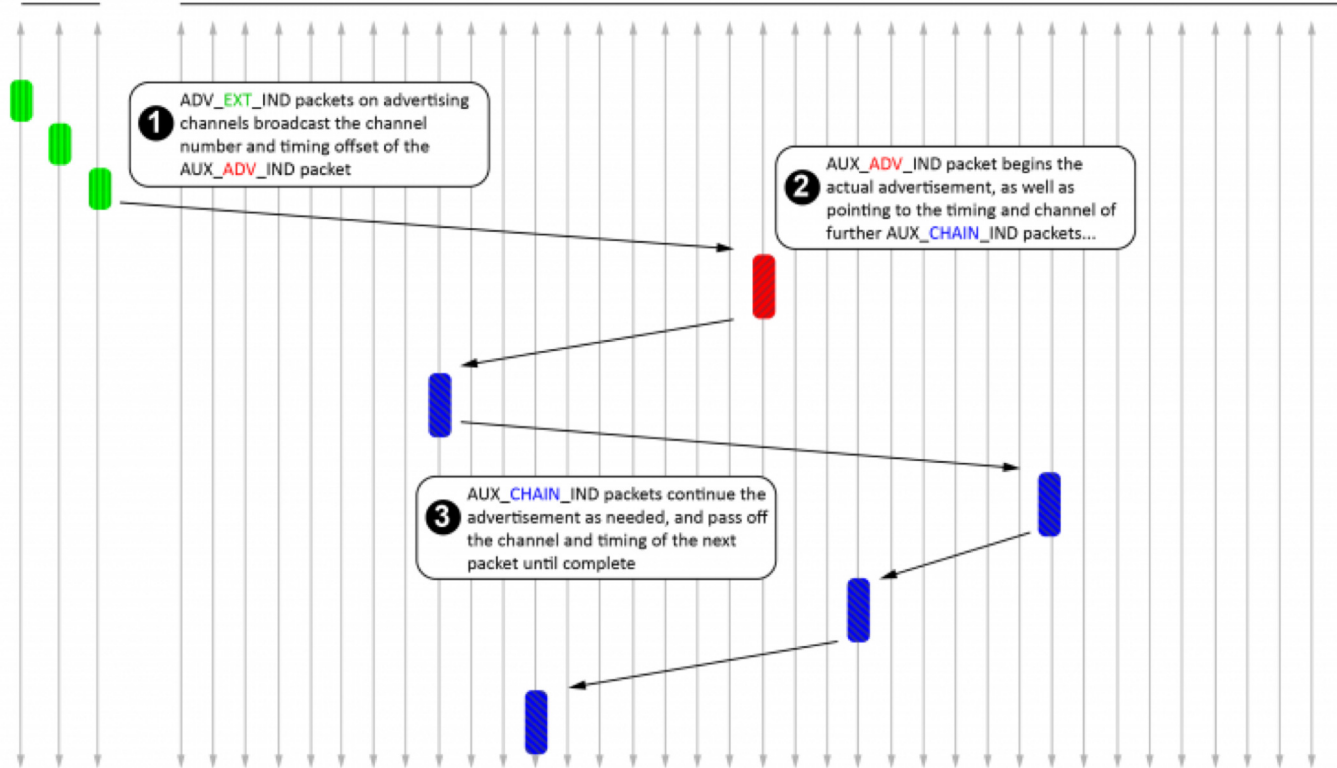 1
ADV_EXT_IND packets on advertising
channels broadcast the channel
number and timing offset of the
AUX_ADV_IND packet
2
AUX_ADV_IND packet begins the
actual advertisement, as well as
pointing to the timing and channel of
further AUX_CHAIN_IND packets...
3
AUX_CHAIN_IND packets continue the
advertisement as needed, and pass off
the channel and timing of the next
packet until complete